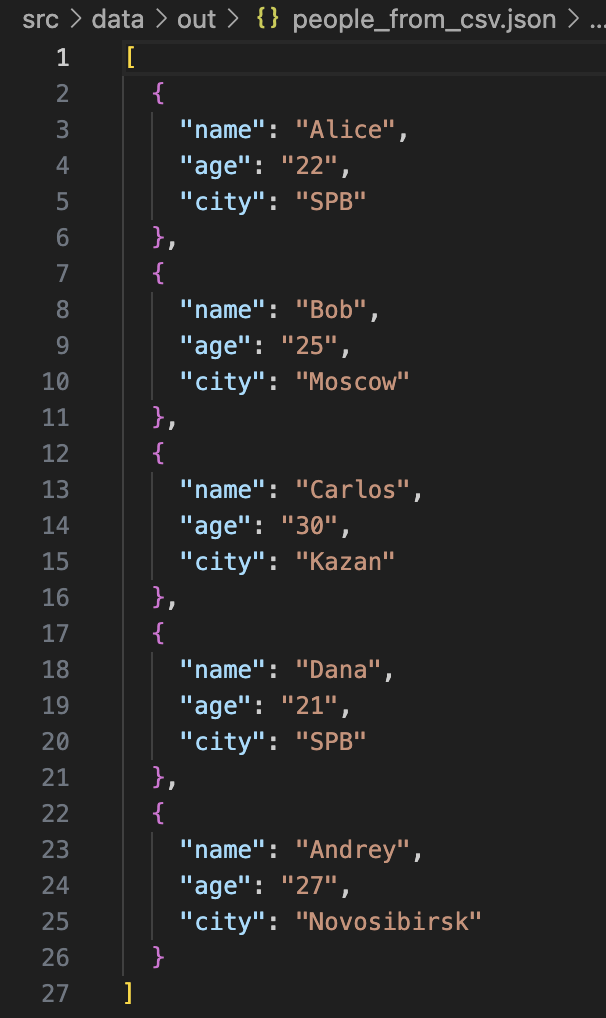 src > data > out > {} people_from_csv.json > ...
1 [
2 {
3 "name": "Alice",
4 "age": "22",
5 "city": "SPB"
6 },
7 {
8 "name": "Bob",
9 "age": "25",
10 "city": "Moscow"
11 },
12 {
13 "name": "Carlos",
14 "age": "30",
15 "city": "Kazan"
16 },
17 {
18 "name": "Dana",
19 "age": "21",
20 "city": "SPB"
21 },
22 {
23 "name": "Andrey",
24 "age": "27",
25 "city": "Novosibirsk"
26 }
27 ]